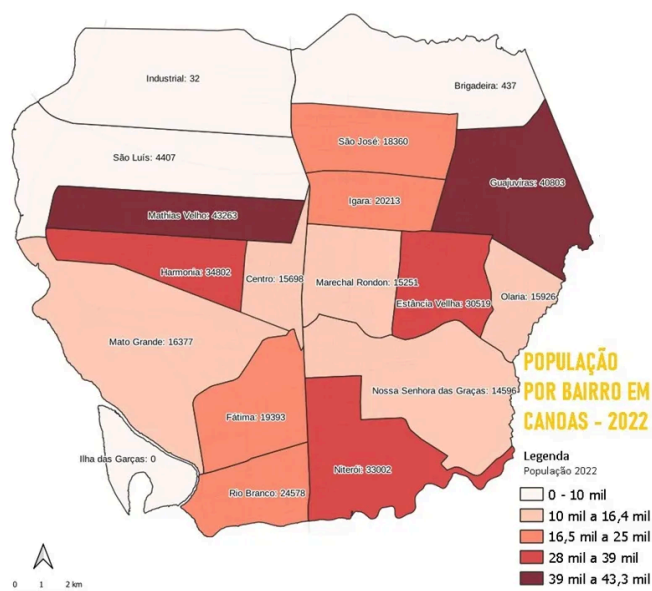 Industrial: 32
Brigadeira: 437
São José: 18360
São Luís: 4407
Guajuviras: 40803
Igara: 20213
Mathias Velho: 43263
Harmonia: 34802
Centro: 15698
Marechal Rondon: 15251
Olaria: 15926
Estância Vellha: 30519
Mato Grande: 16377
POPULAÇÃO
POR BAIRRO EM
CANOAS - 2022
Nossa Senhora das Graças: 14596
Fátima: 19393
Ilha das Garças: 0
Niterói: 33002
Rio Branco: 24578
Legenda
População 2022
0 - 10 mil
10 mil a 16,4 mil
16,5 mil a 25 mil
28 mil a 39 mil
39 mil a 43,3 mil
0 1 2 km